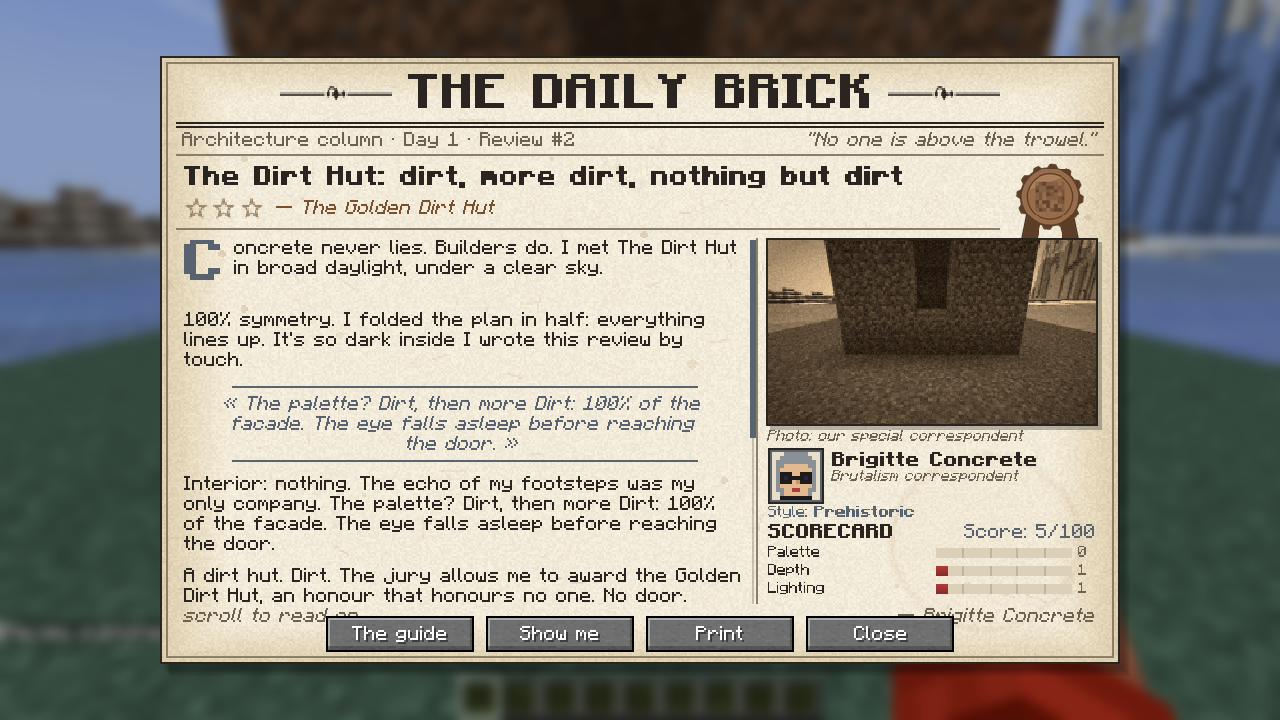 THE DAILY BRICK
Architecture column · Day 1 · Review #2
"No one is above the trowel."
The Dirt Hut: dirt, more dirt, nothing but dirt
— The Golden Dirt Hut
Concrete never lies. Builders do. I met The Dirt Hut
in broad daylight, under a clear sky.
100% symmetry. I folded the plan in half: everything
lines up. It's so dark inside I wrote this review by
touch.
« The palette? Dirt, then more Dirt: 100% of the
facade. The eye falls asleep before reaching
the door. »
Interior: nothing. The echo of my footsteps was my
only company. The palette? Dirt, then more Dirt: 100%
of the facade. The eye falls asleep before reaching
the door.
A dirt hut. Dirt. The jury allows me to award the Golden
Dirt Hut, an honour that honours no one. No door.
scroll to read on
Photo: our special correspondent
Brigitte Concrete
Brutalism correspondent
Style: Prehistoric
SCORECARD Score: 5/100
Palette 0
Depth 1
Lighting 1
— Brigitte Concrete
The guide
Show me
Print
Close